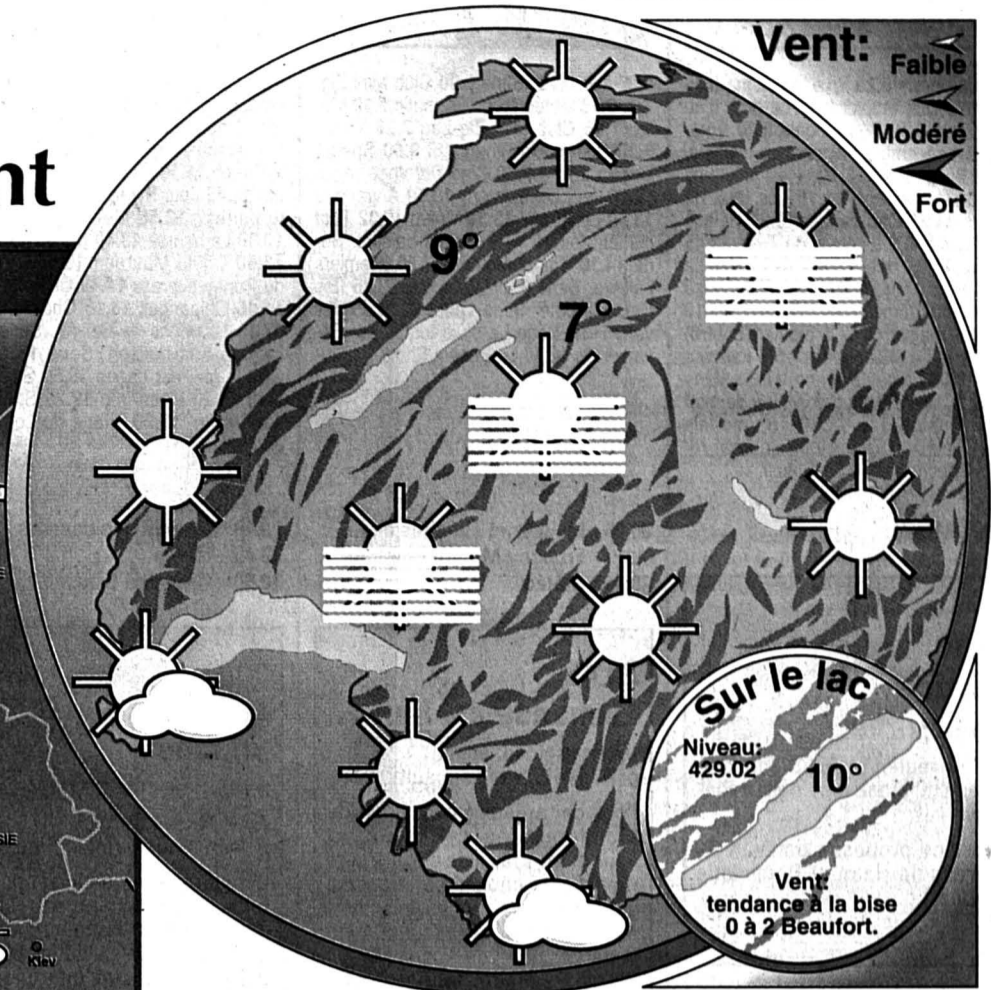 Vent:
Faible
Modéré
Fort
nt
9°
7°
Sur le lac
Niveau:
429.02
10°
Vent:
tendance à la bise
0 à 2 Beaufort.
SIE
Kiev